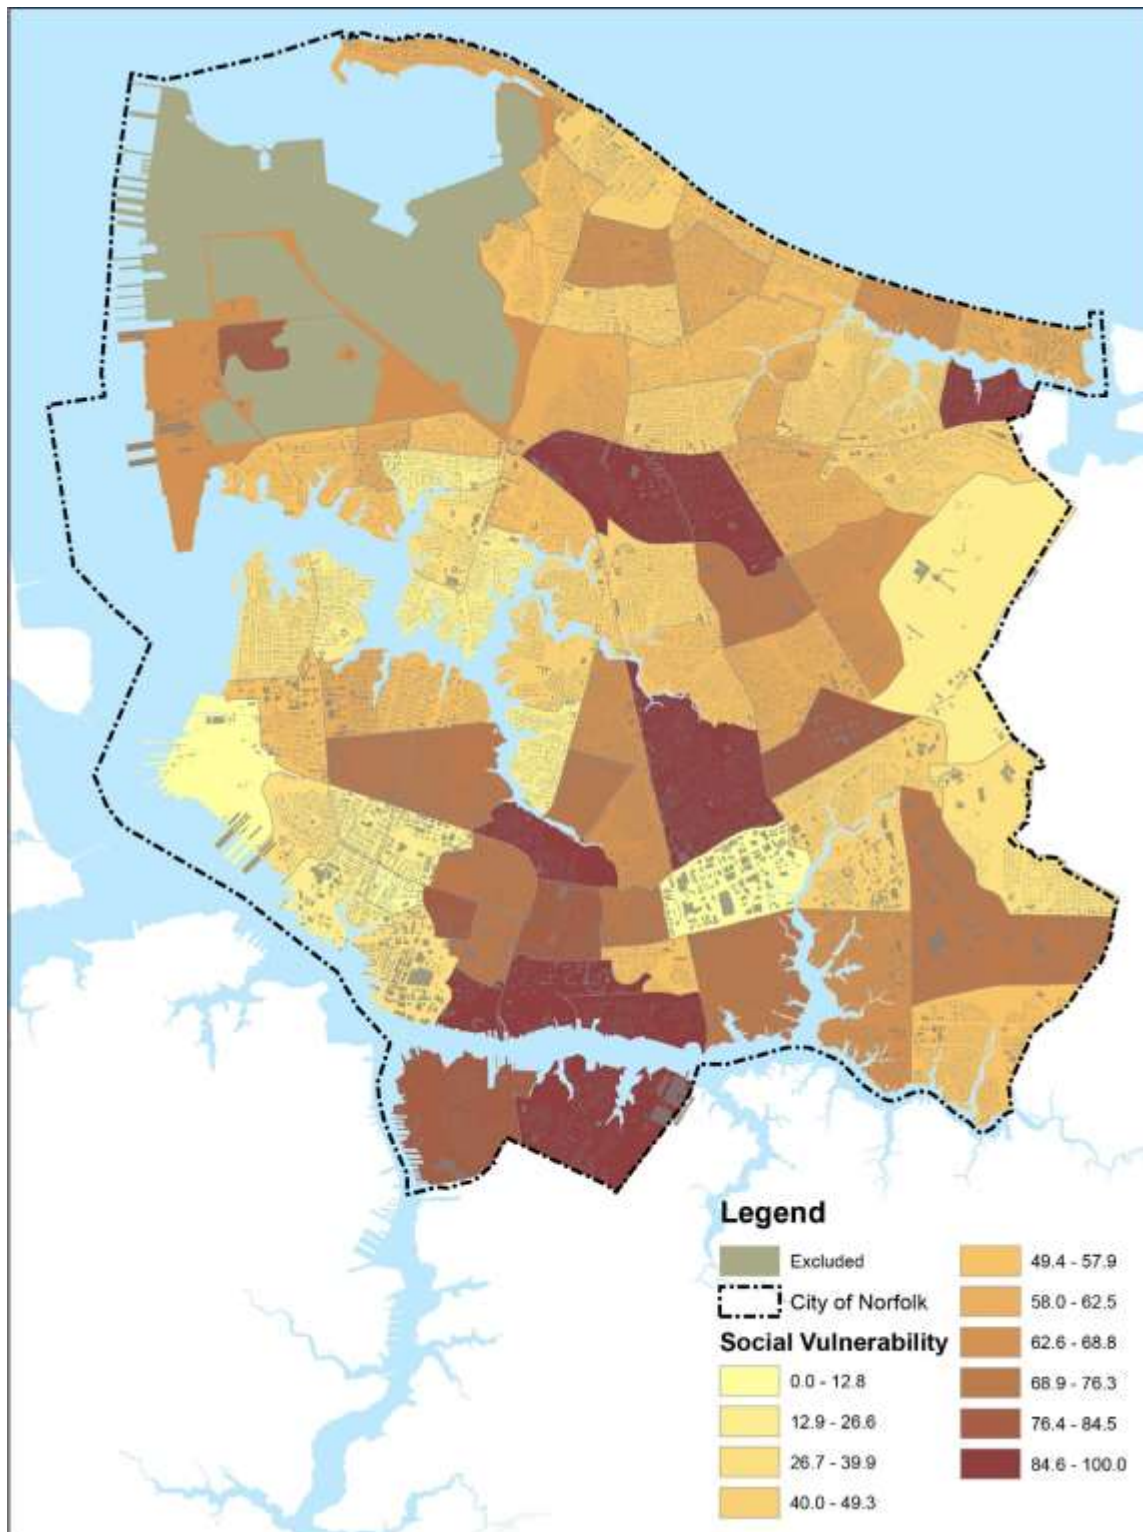 Legend
Excluded
City of Norfolk
Social Vulnerability
0.0 - 12.8
12.9 - 26.6
26.7 - 39.9
40.0 - 49.3
49.4 - 57.9
58.0 - 62.5
62.6 - 68.8
68.9 - 76.3
76.4 - 84.5
84.6 - 100.0